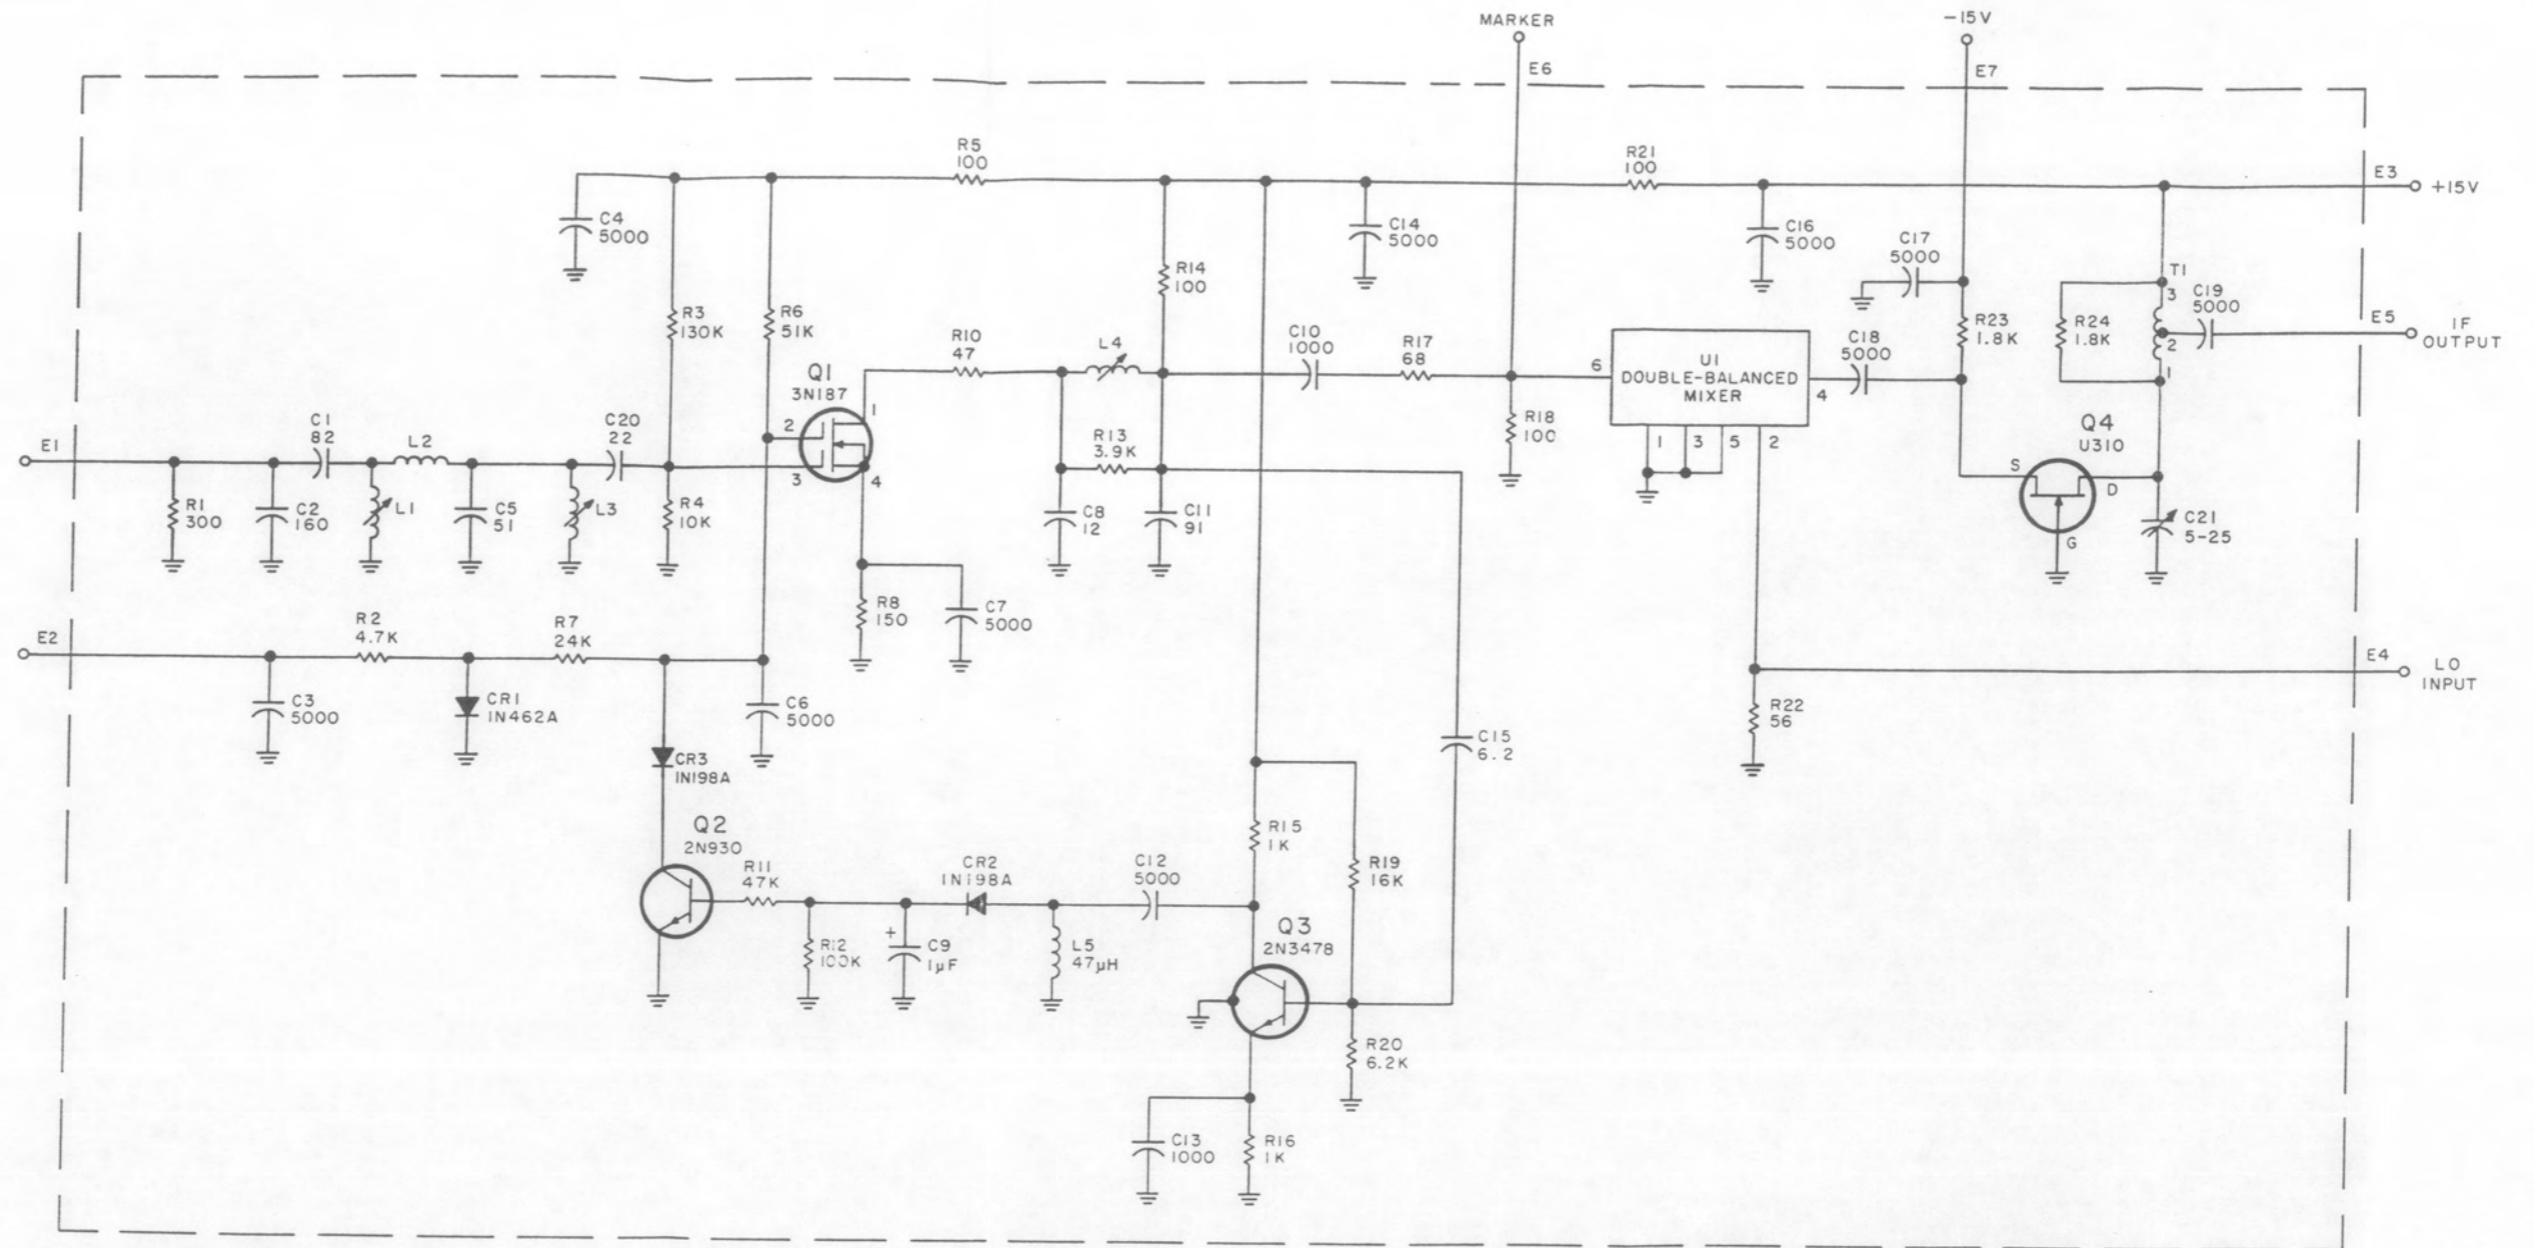 MARKER
-15V
E6
E7
R5
100
R21
100
E3
+15V
C4
5000
C14
5000
C16
5000
C17
5000
R14
100
T1
3
C19
5000
R3
130K
R6
51K
R10
47
L4
C10
1000
R17
68
R23
1.8K
R24
1.8K
2
E5
IF
OUTPUT
Q1
3N187
6
U1
DOUBLE-BALANCED
MIXER
C18
5000
1
4
1
2
3
4
C1
82
L2
C20
22
R13
3.9K
R18
100
1
3
5
2
Q4
U310
S
D
G
E1
R1
300
C2
160
L1
C5
51
L3
R4
10K
C8
12
C11
91
C21
5-25
E2
R2
4.7K
R7
24K
R8
150
C7
5000
E4
LO
INPUT
C3
5000
CR1
1N462A
C6
5000
R22
56
CR3
1N198A
C15
6.2
Q2
2N930
R11
47K
CR2
1N198A
C12
5000
R15
1K
R19
16K
R12
100K
+
C9
1µF
L5
47µH
Q3
2N3478
R20
6.2K
C13
1000
R16
1K